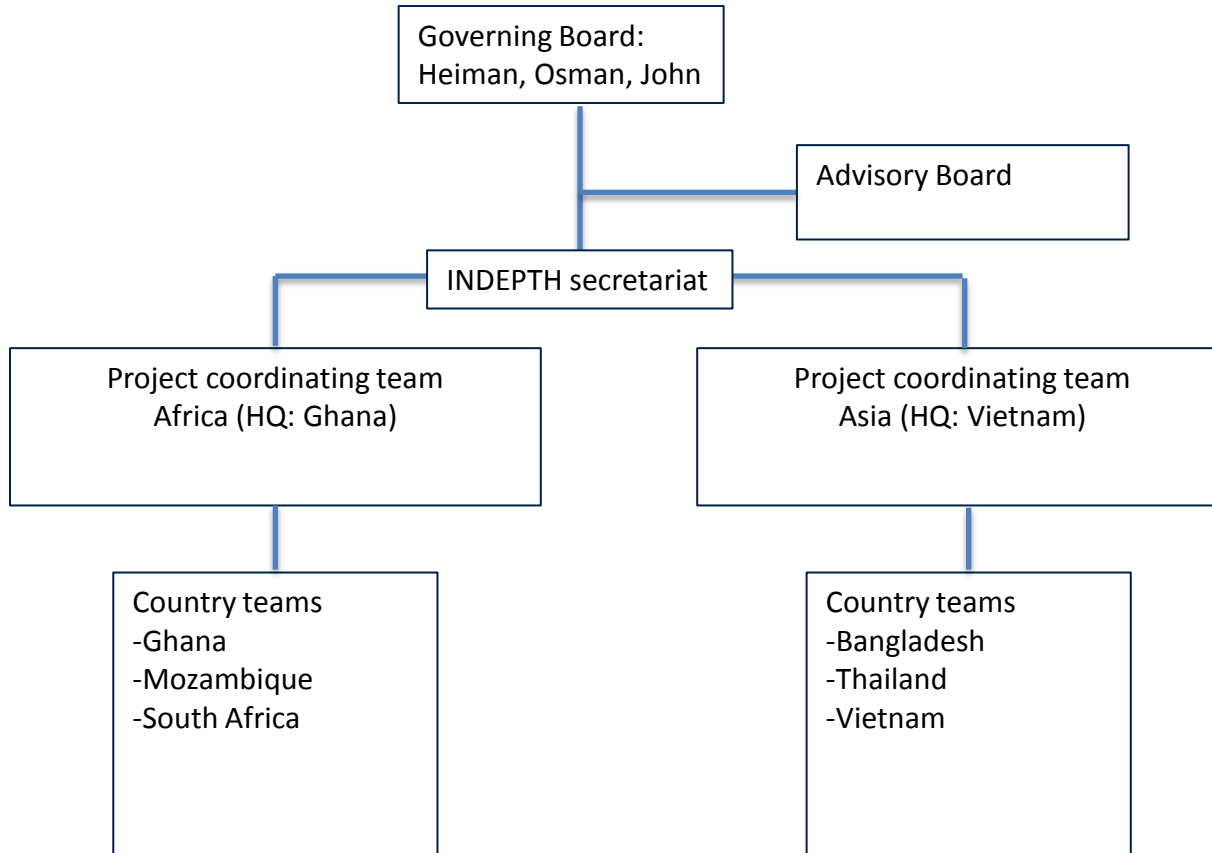 Governing Board:
Heiman, Osman, John
Advisory Board
INDEPTH secretariat
Project coordinating team
Africa (HQ: Ghana)
Project coordinating team
Asia (HQ: Vietnam)
Country teams
-Ghana
-Mozambique
-South Africa
Country teams
-Bangladesh
-Thailand
-Vietnam